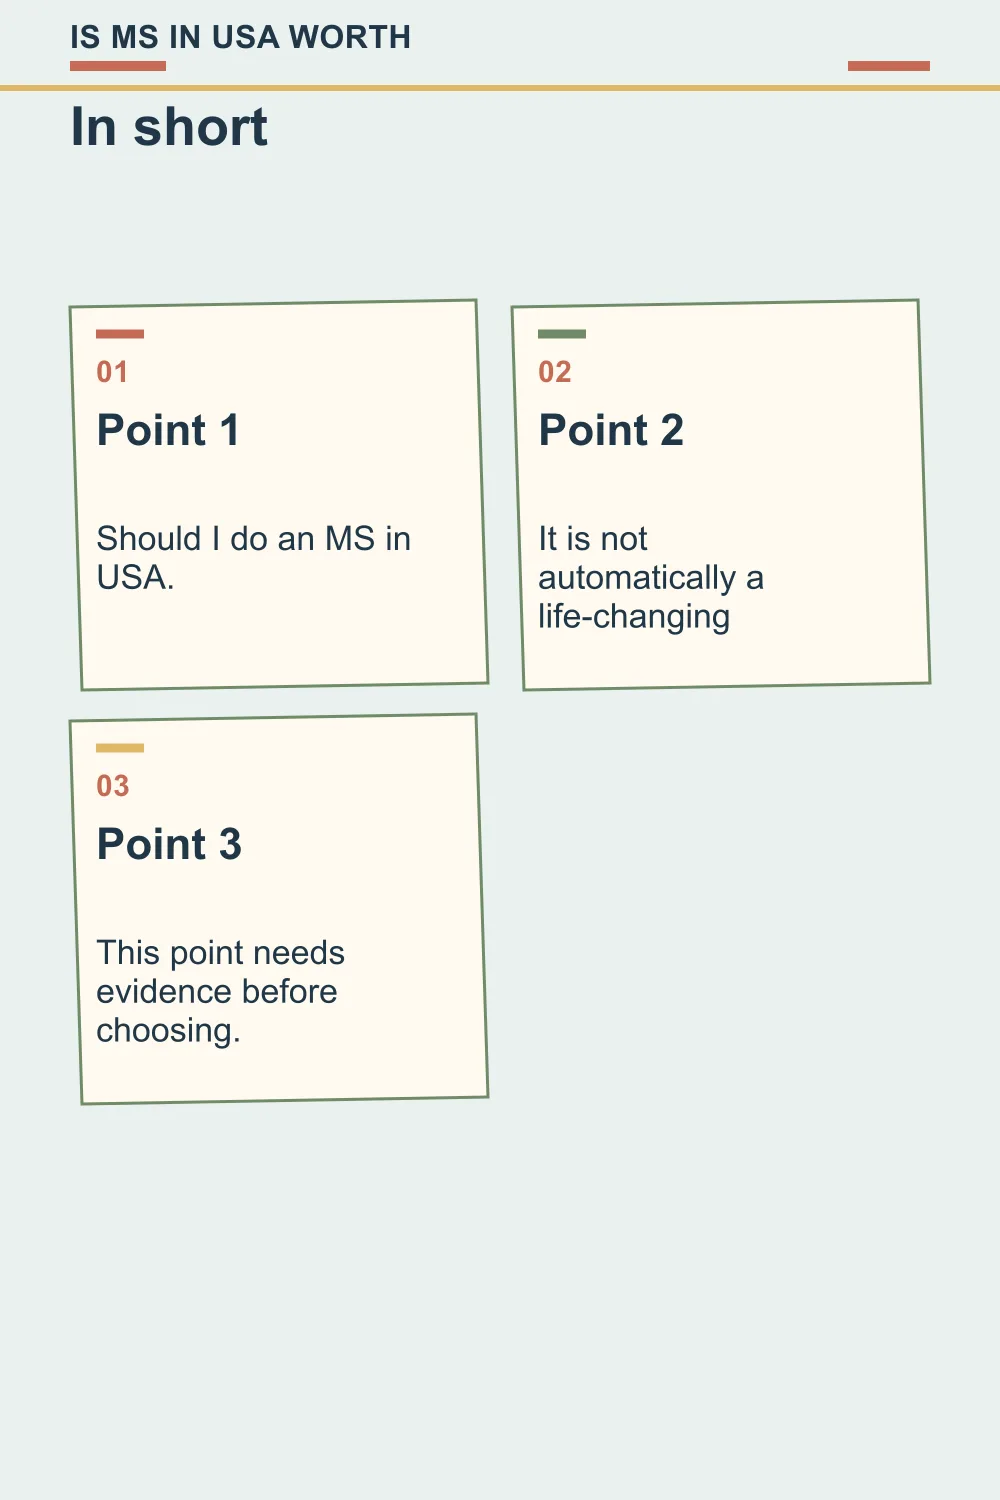 IS MS IN USA WORTH
In short
01
Point 1
Should I do an MS in
USA.
02
Point 2
It is not
automatically a
life-changing
03
Point 3
This point needs
evidence before
choosing.